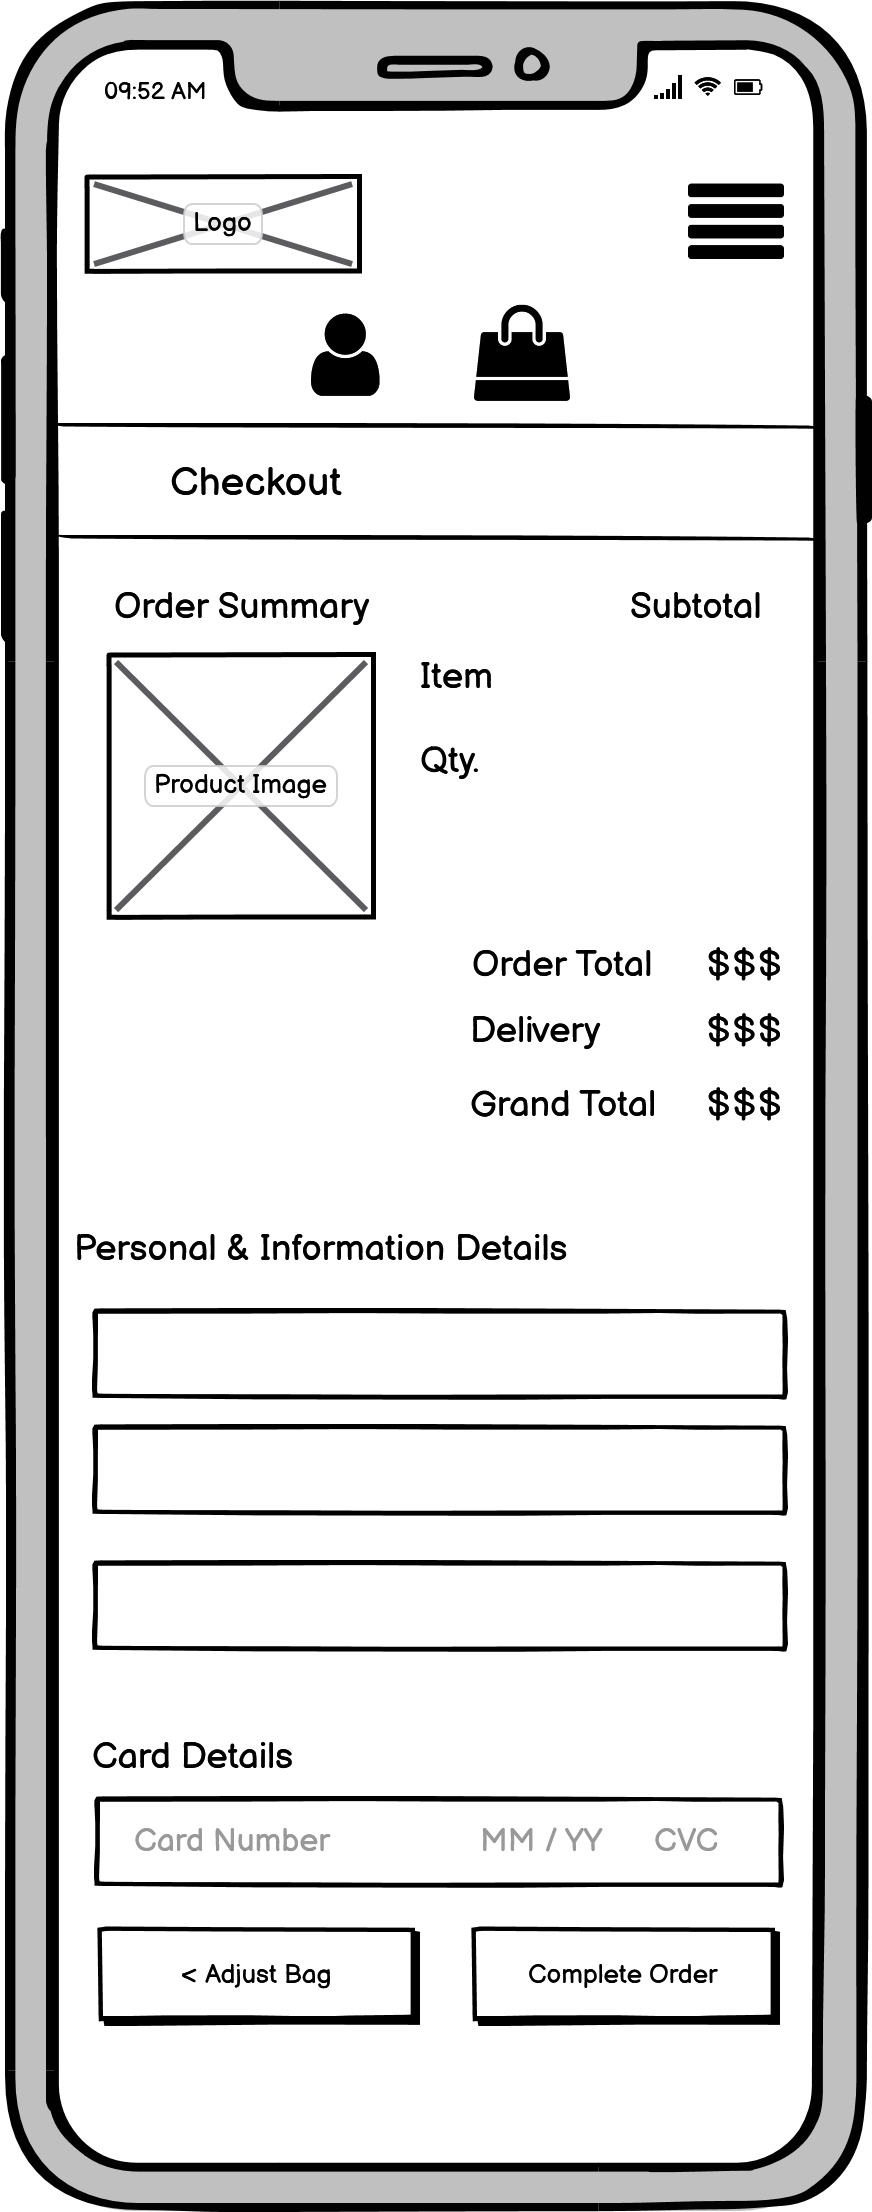 09:52 AM
Logo
Checkout
Order Summary Subtotal
Item
Product Image
Qty.
Order Total $$$
Delivery $$$
Grand Total $$$
Personal & Information Details
Card Details
Card Number MM / YY CVC
< Adjust Bag Complete Order